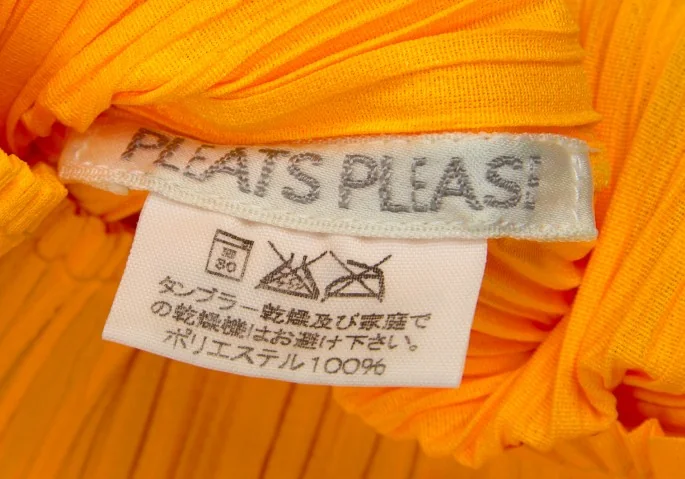 PLEATS PLEASE
30
タンブラー乾燥及び家庭で
の乾燥機はお避け下さい。
ポリエステル100%